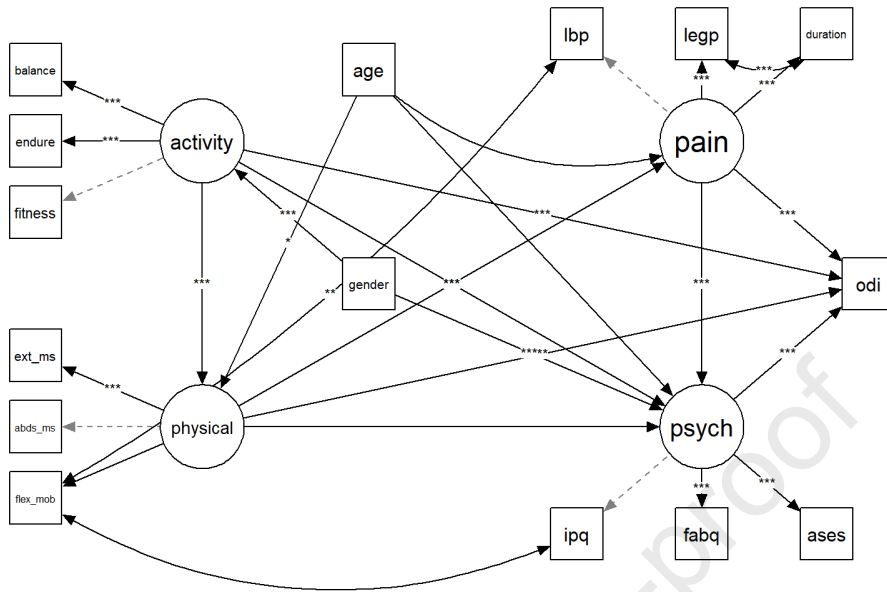 lbp
legp
duration
age
***
***
***
balance
***
activity
pain
endure
***
fitness
***
***
***
*
***
**
***
***
gender
odi
ext_ms
***
*****
***
abds_ms
physical
psych
flex_mob
***
***
ipq
fabq
ases